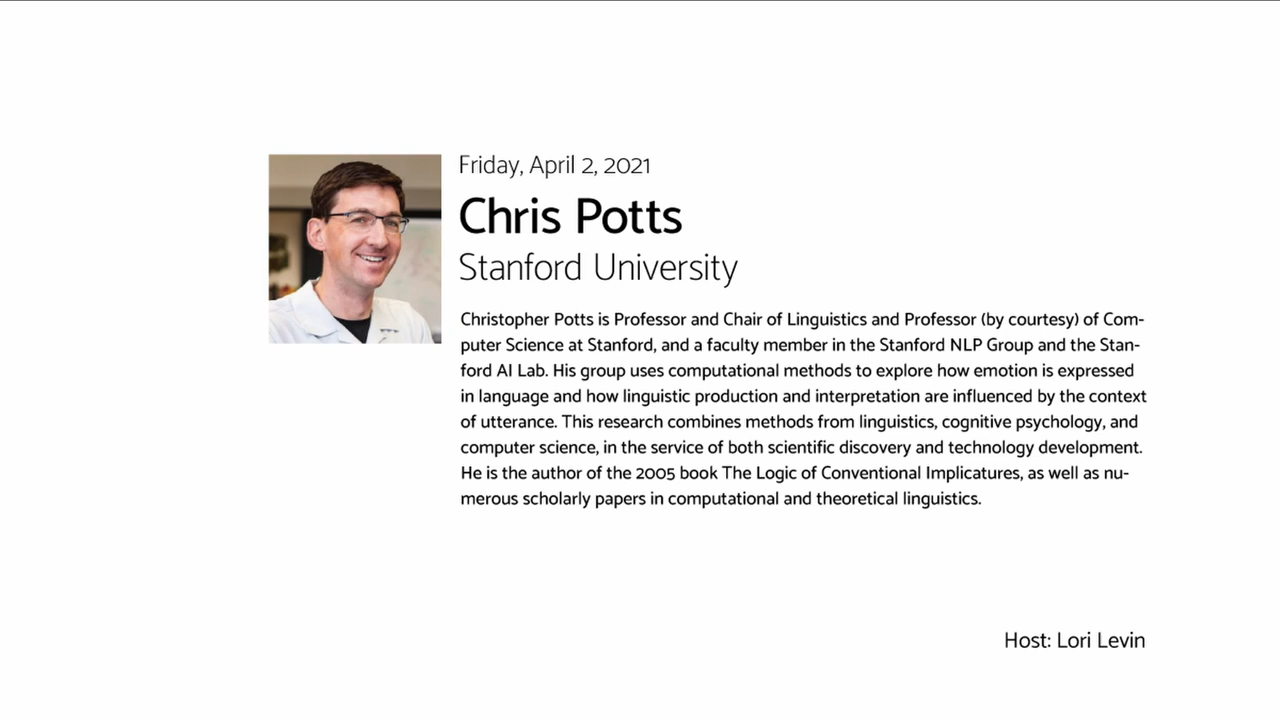 Friday, April 2, 2021
Chris Potts
Stanford University
Christopher Potts is Professor and Chair of Linguistics and Professor (by courtesy) of Com-
puter Science at Stanford, and a faculty member in the Stanford NLP Group and the Stan-
ford AI Lab. His group uses computational methods to explore how emotion is expressed
in language and how linguistic production and interpretation are influenced by the context
of utterance. This research combines methods from linguistics, cognitive psychology, and
computer science, in the service of both scientific discovery and technology development.
He is the author of the 2005 book The Logic of Conventional Implicatures, as well as nu-
merous scholarly papers in computational and theoretical linguistics.
Host: Lori Levin